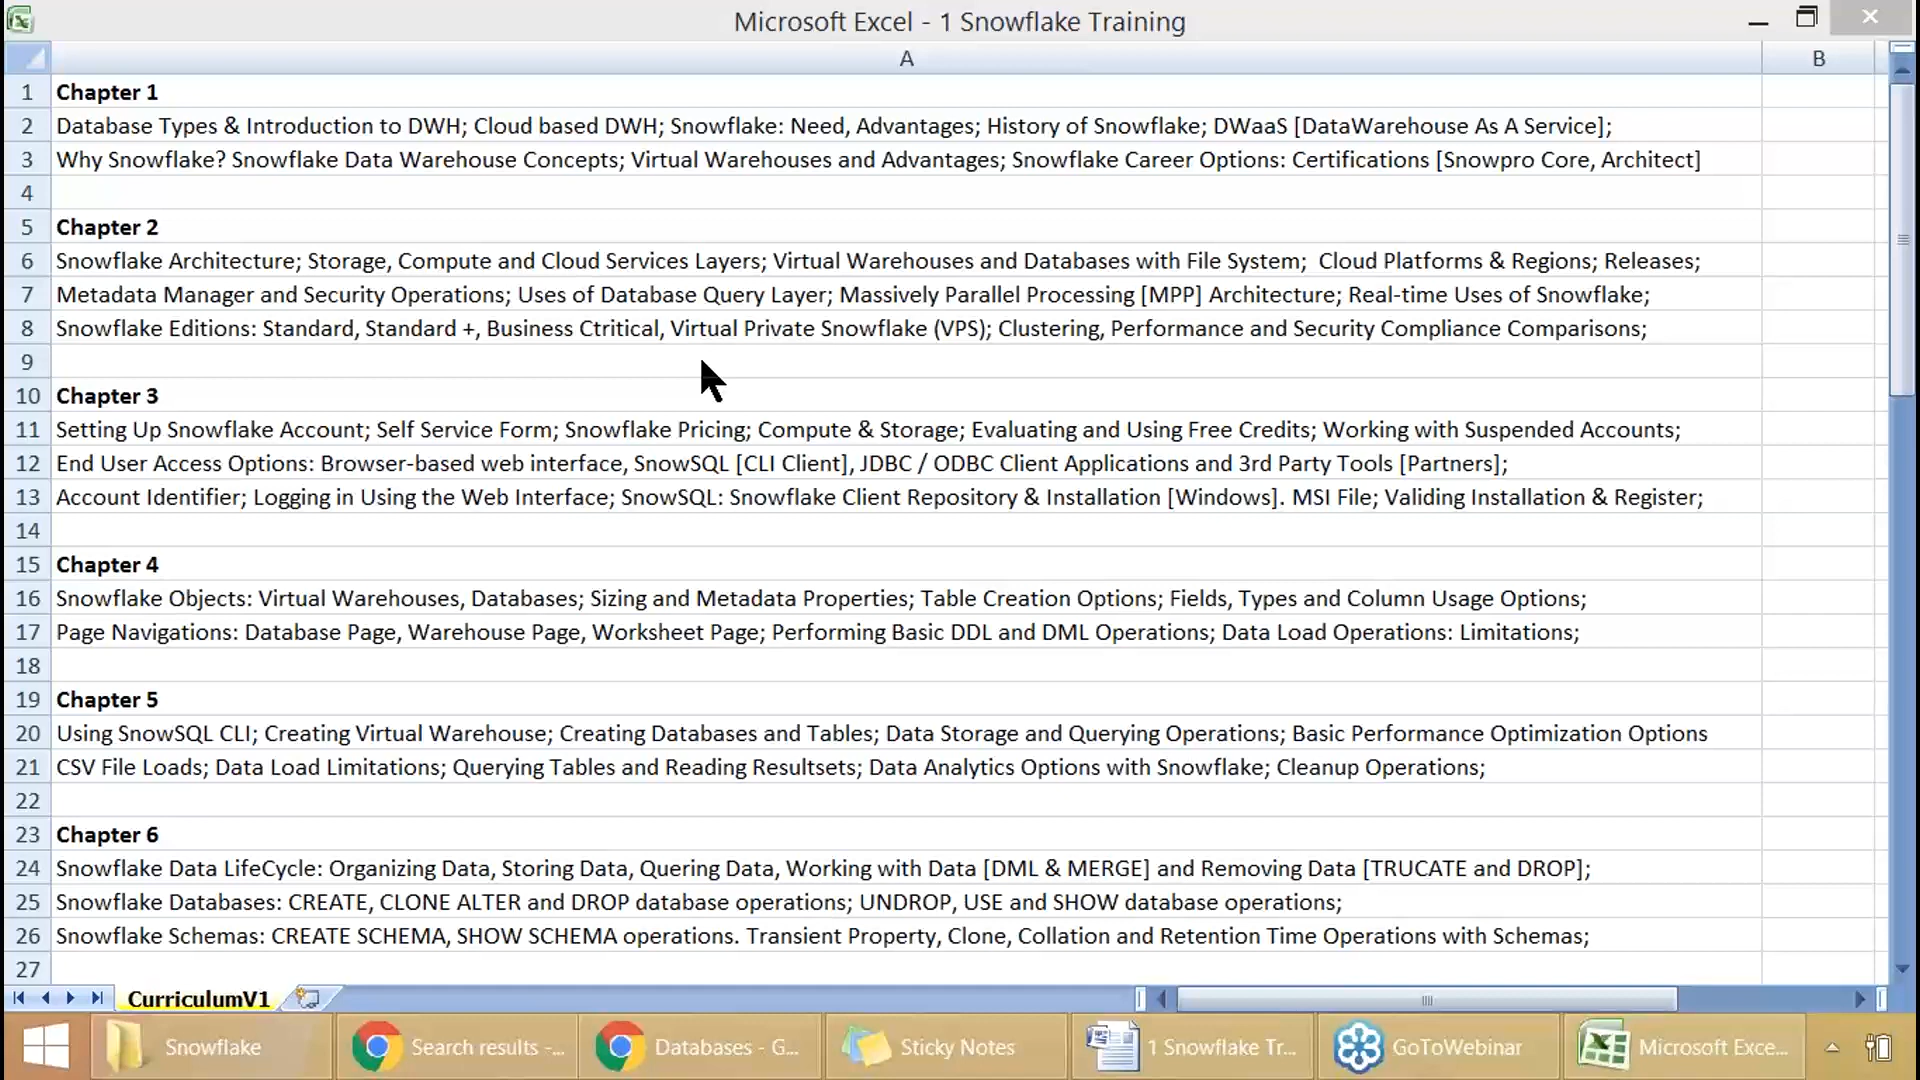 Microsoft Excel - 1 Snowflake Training
A B
1 Chapter 1
2 Database Types & Introduction to DWH; Cloud based DWH; Snowflake: Need, Advantages; History of Snowflake; DWaaS [DataWarehouse As A Service];
3 Why Snowflake? Snowflake Data Warehouse Concepts; Virtual Warehouses and Advantages; Snowflake Career Options: Certifications [Snowpro Core, Architect]
4
5 Chapter 2
6 Snowflake Architecture; Storage, Compute and Cloud Services Layers; Virtual Warehouses and Databases with File System;  Cloud Platforms & Regions; Releases;
7 Metadata Manager and Security Operations; Uses of Database Query Layer; Massively Parallel Processing [MPP] Architecture; Real-time Uses of Snowflake;
8 Snowflake Editions: Standard, Standard +, Business Ctritical, Virtual Private Snowflake (VPS); Clustering, Performance and Security Compliance Comparisons;
9
10 Chapter 3
11 Setting Up Snowflake Account; Self Service Form; Snowflake Pricing; Compute & Storage; Evaluating and Using Free Credits; Working with Suspended Accounts;
12 End User Access Options: Browser-based web interface, SnowSQL [CLI Client], JDBC / ODBC Client Applications and 3rd Party Tools [Partners];
13 Account Identifier; Logging in Using the Web Interface; SnowSQL: Snowflake Client Repository & Installation [Windows]. MSI File; Validing Installation & Register;
14
15 Chapter 4
16 Snowflake Objects: Virtual Warehouses, Databases; Sizing and Metadata Properties; Table Creation Options; Fields, Types and Column Usage Options;
17 Page Navigations: Database Page, Warehouse Page, Worksheet Page; Performing Basic DDL and DML Operations; Data Load Operations: Limitations;
18
19 Chapter 5
20 Using SnowSQL CLI; Creating Virtual Warehouse; Creating Databases and Tables; Data Storage and Querying Operations; Basic Performance Optimization Options
21 CSV File Loads; Data Load Limitations; Querying Tables and Reading Resultsets; Data Analytics Options with Snowflake; Cleanup Operations;
22
23 Chapter 6
24 Snowflake Data LifeCycle: Organizing Data, Storing Data, Quering Data, Working with Data [DML & MERGE] and Removing Data [TRUCATE and DROP];
25 Snowflake Databases: CREATE, CLONE ALTER and DROP database operations; UNDROP, USE and SHOW database operations;
26 Snowflake Schemas: CREATE SCHEMA, SHOW SCHEMA operations. Transient Property, Clone, Collation and Retention Time Operations with Schemas;
27
CurriculumV1
Snowflake Search results -... Databases - G... Sticky Notes 1 Snowflake Tr... GoToWebinar Microsoft Exce...